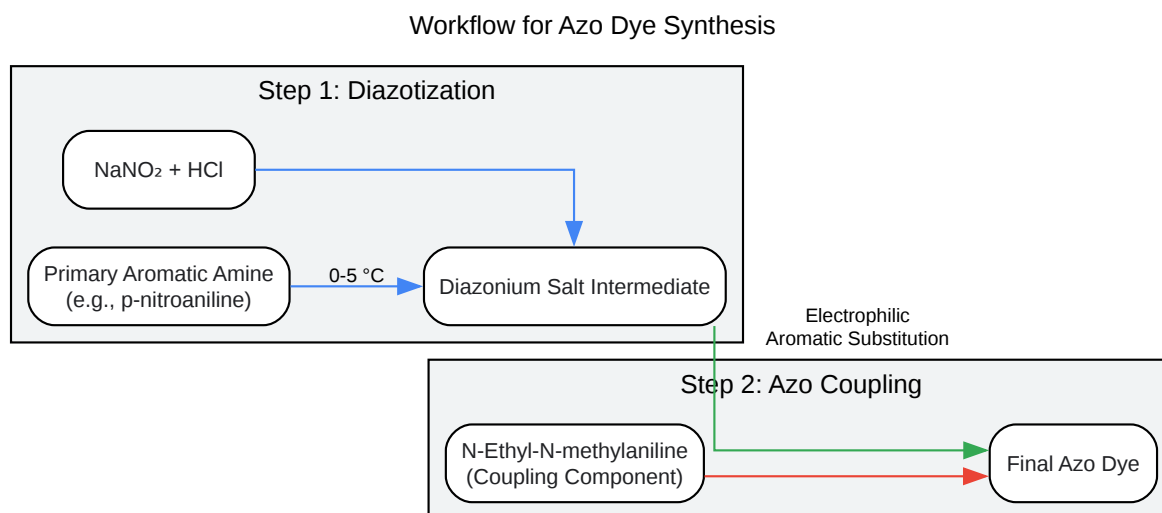 Workflow for Azo Dye Synthesis
Step 1: Diazotization
NaNO₂ + HCl
Primary Aromatic Amine
(e.g., p-nitroaniline)
0-5 °C
Diazonium Salt Intermediate
Electrophilic
Aromatic Substitution
Step 2: Azo Coupling
N-Ethyl-N-methylaniline
(Coupling Component)
Final Azo Dye